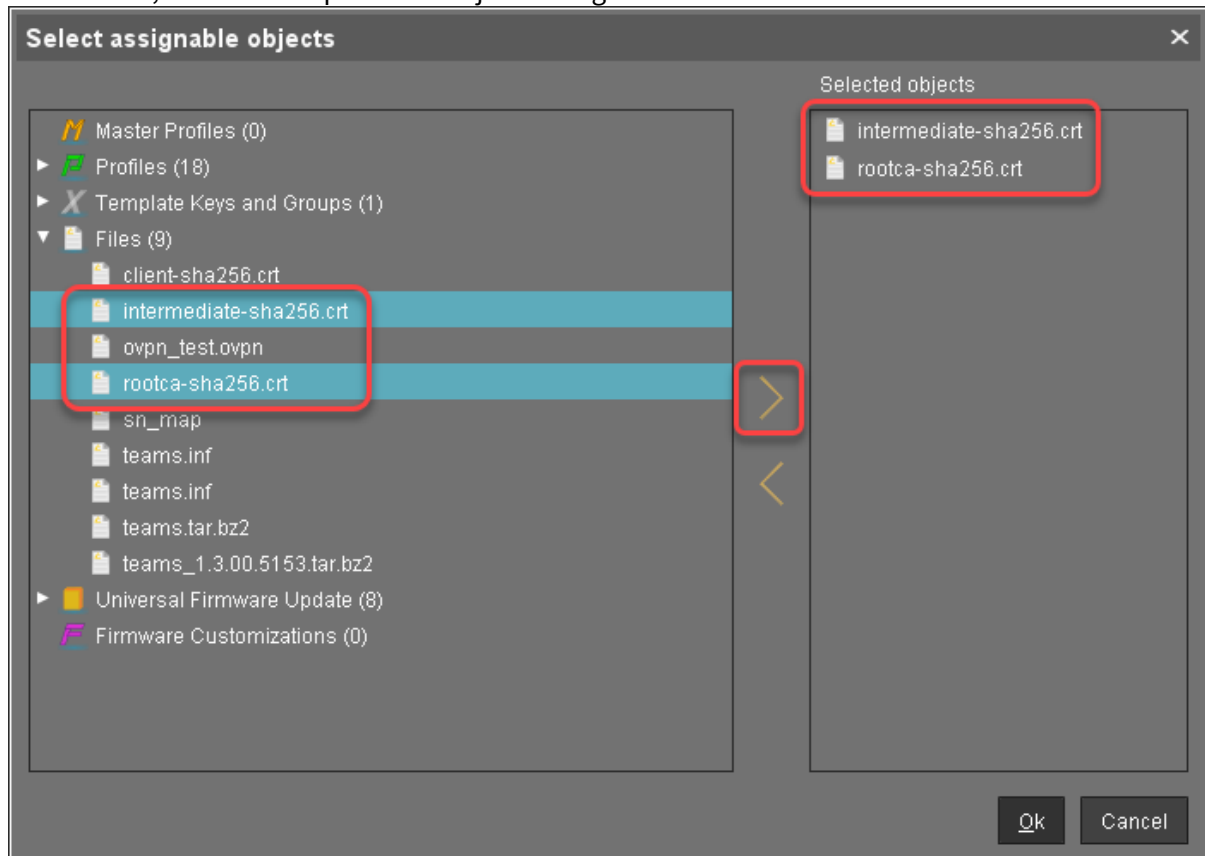 Select assignable objects
Selected objects
Master Profiles (0)
Profiles (18)
Template Keys and Groups (1)
Files (9)
client-sha256.crt
intermediate-sha256.crt
ovpn_test.ovpn
rootca-sha256.crt
sn_map
teams.inf
teams.inf
teams.tar.bz2
teams_1.3.00.5153.tar.bz2
Universal Firmware Update (8)
Firmware Customizations (0)
intermediate-sha256.crt
rootca-sha256.crt
Ok
Cancel